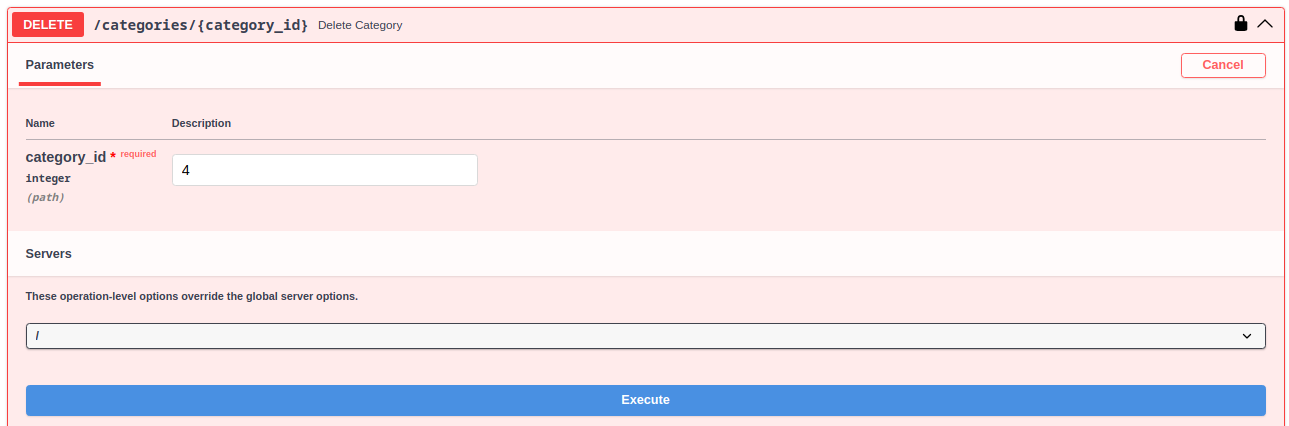 DELETE /categories/{category_id} Delete Category
Parameters Cancel
Name Description
category_id * required
integer
(path)
4
Servers
These operation-level options override the global server options.
/
Execute